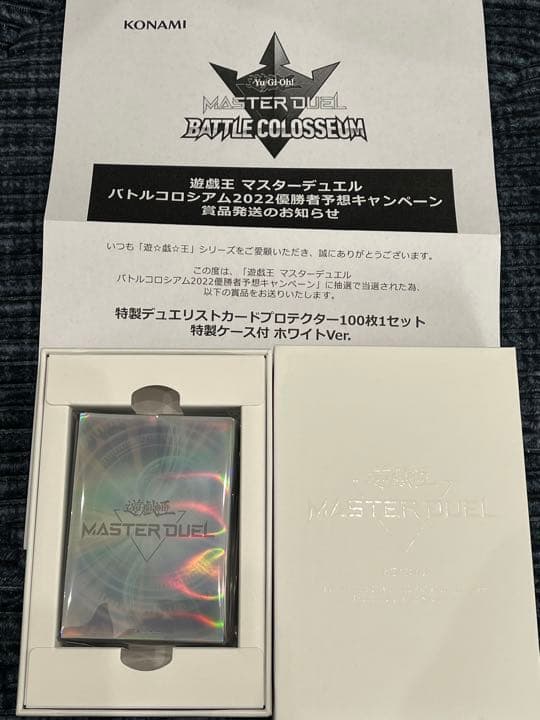 KONAMI
Yu-Gi-Oh!
MASTER DUEL
BATTLE COLOSSEUM
遊戯王 マスターデュエル
バトルコロシアム2022優勝者予想キャンペーン
賞品発送のお知らせ
いつも「遊☆戯☆王」シリーズをご愛顧いただき、誠にありがとうございます。
この度は、「遊戯王 マスターデュエル
バトルコロシアム2022優勝者予想キャンペーン」に抽選で当選された為、
以下の賞品をお送りいたします。
特製デュエリストカードプロテクター100枚1セット
特製ケース付 ホワイトVer.
遊戯王
MASTER DUEL
遊戯王
MASTER DUEL